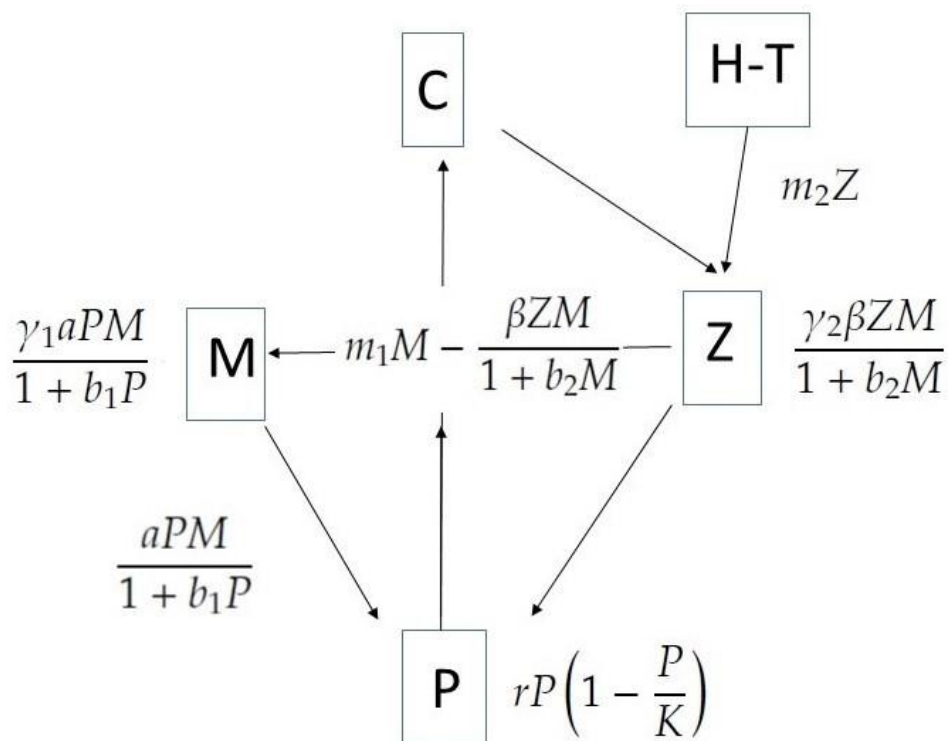 C
H-T
m₂Z
γ₁aPM / 1 + b₁P
M
m₁M − βZM / 1 + b₂M
Z
γ₂βZM / 1 + b₂M
aPM / 1 + b₁P
P
rP(1 − P/K)